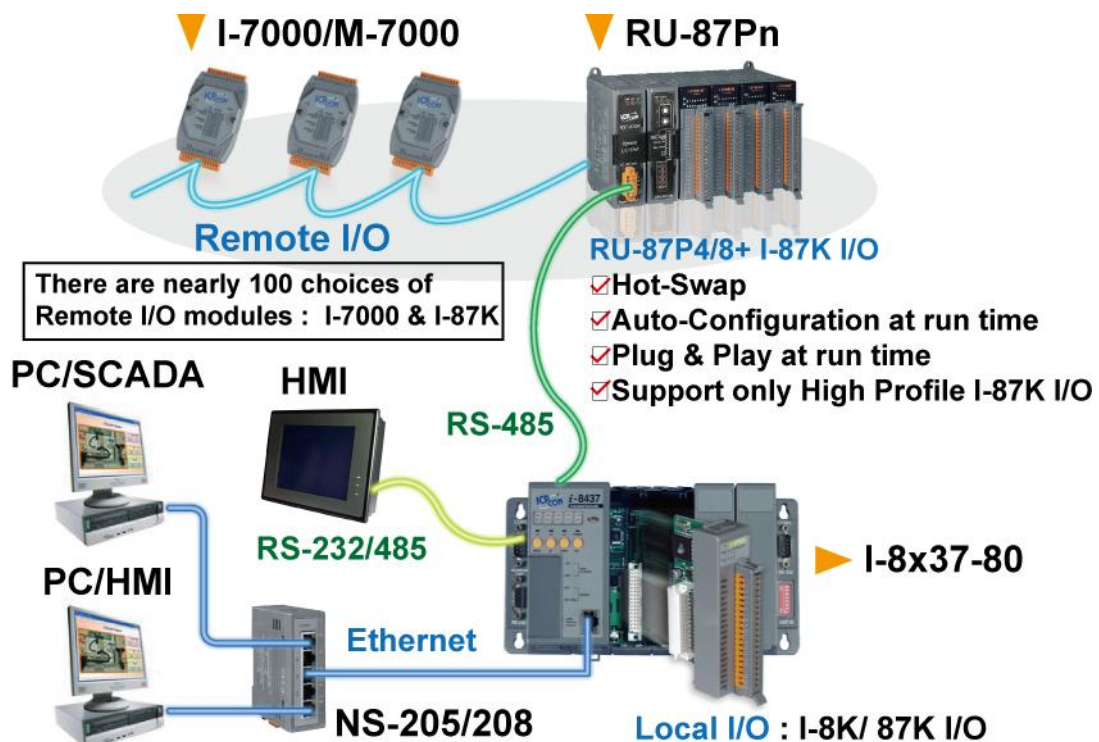 I-7000/M-7000
RU-87Pn
Remote I/O
RU-87P4/8+ I-87K I/O
There are nearly 100 choices of
Remote I/O modules : I-7000 & I-87K
Hot-Swap
Auto-Configuration at run time
Plug & Play at run time
Support only High Profile I-87K I/O
PC/SCADA
HMI
RS-485
i-8437
RS-232/485
I-8x37-80
PC/HMI
Ethernet
NS-205/208
Local I/O : I-8K/ 87K I/O